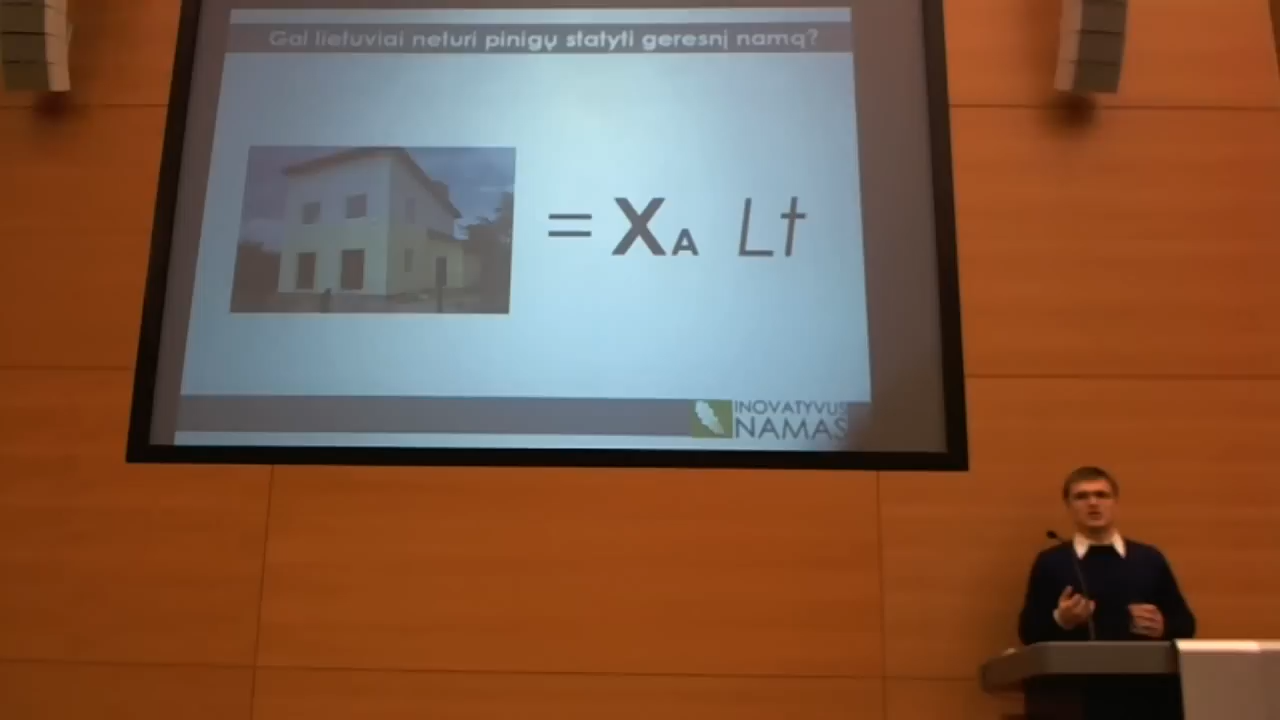 Gal lietuviai neturi pinigų statyti geresnį namą?
= XA Lt
INOVATYVUS
NAMAS